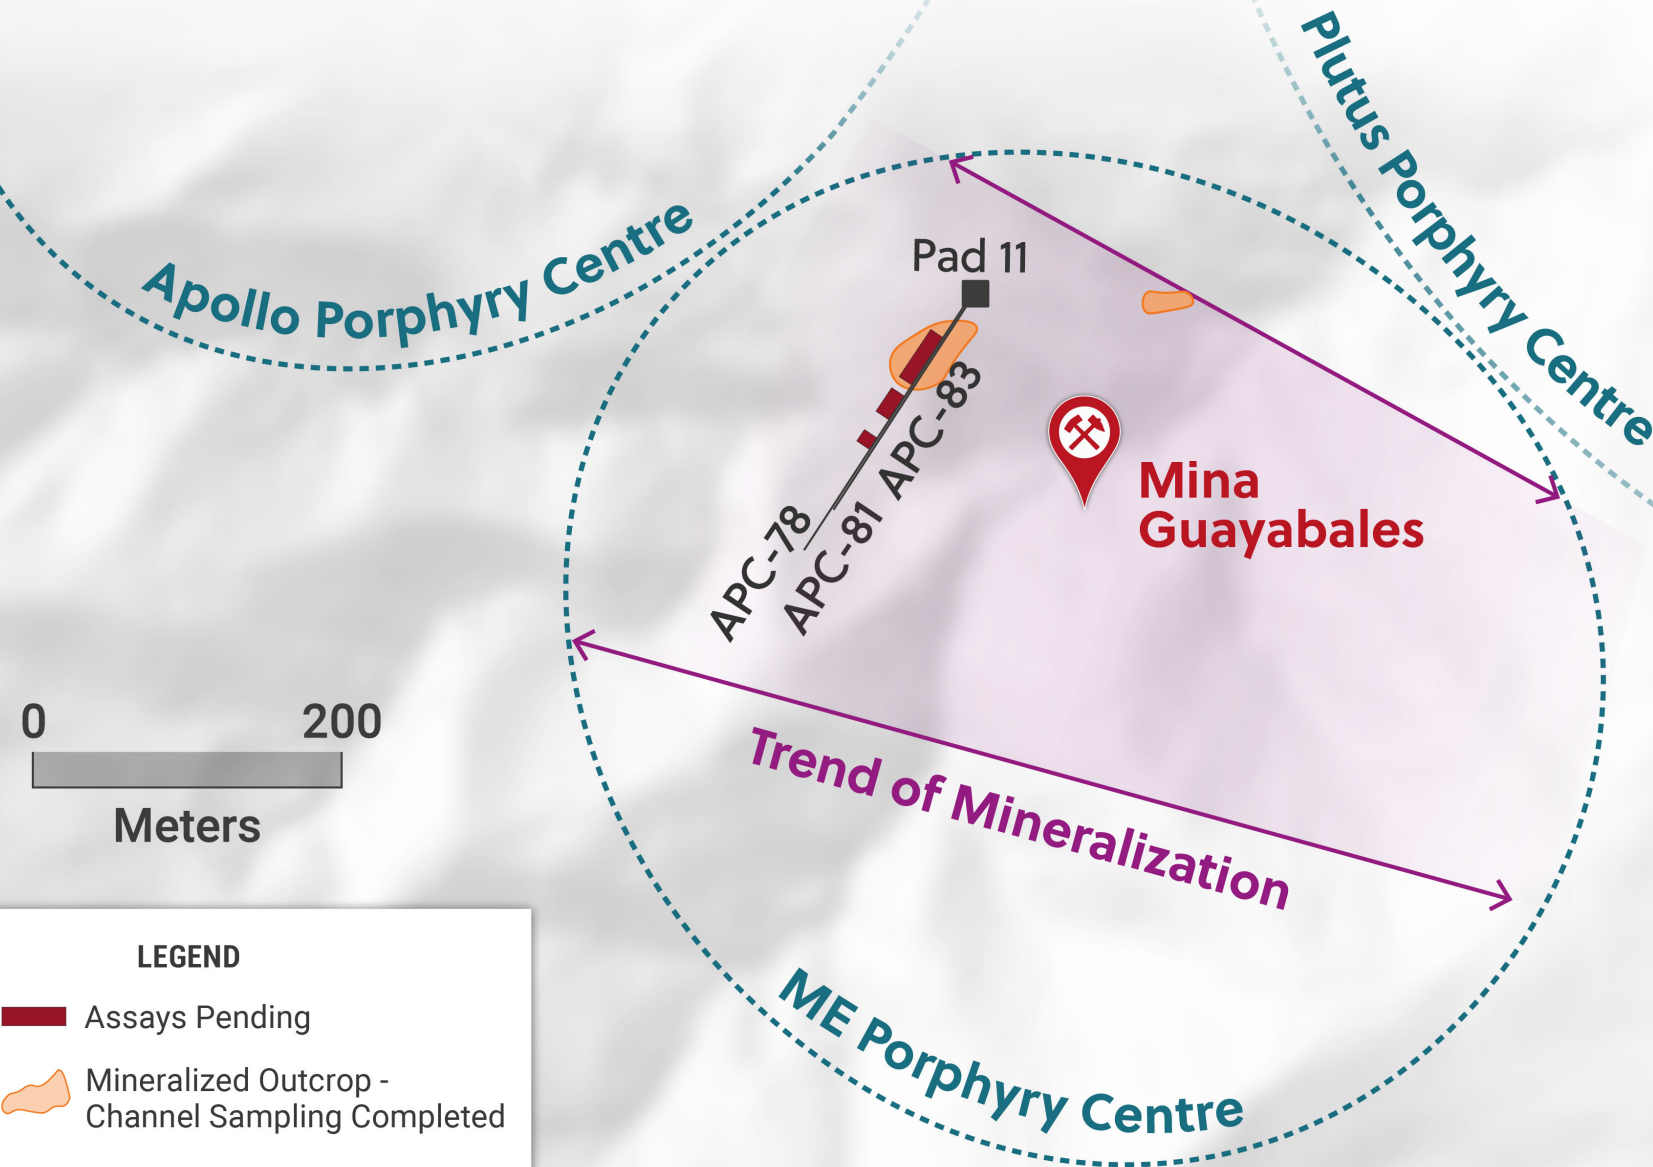 Plutus Porphyry Centre
Apollo Porphyry Centre
Pad 11
APC-83
Mina
Guayabales
APC-78
APC-81
Trend of Mineralization
0 200
Meters
LEGEND
Assays Pending
Mineralized Outcrop -
Channel Sampling Completed
ME Porphyry Centre